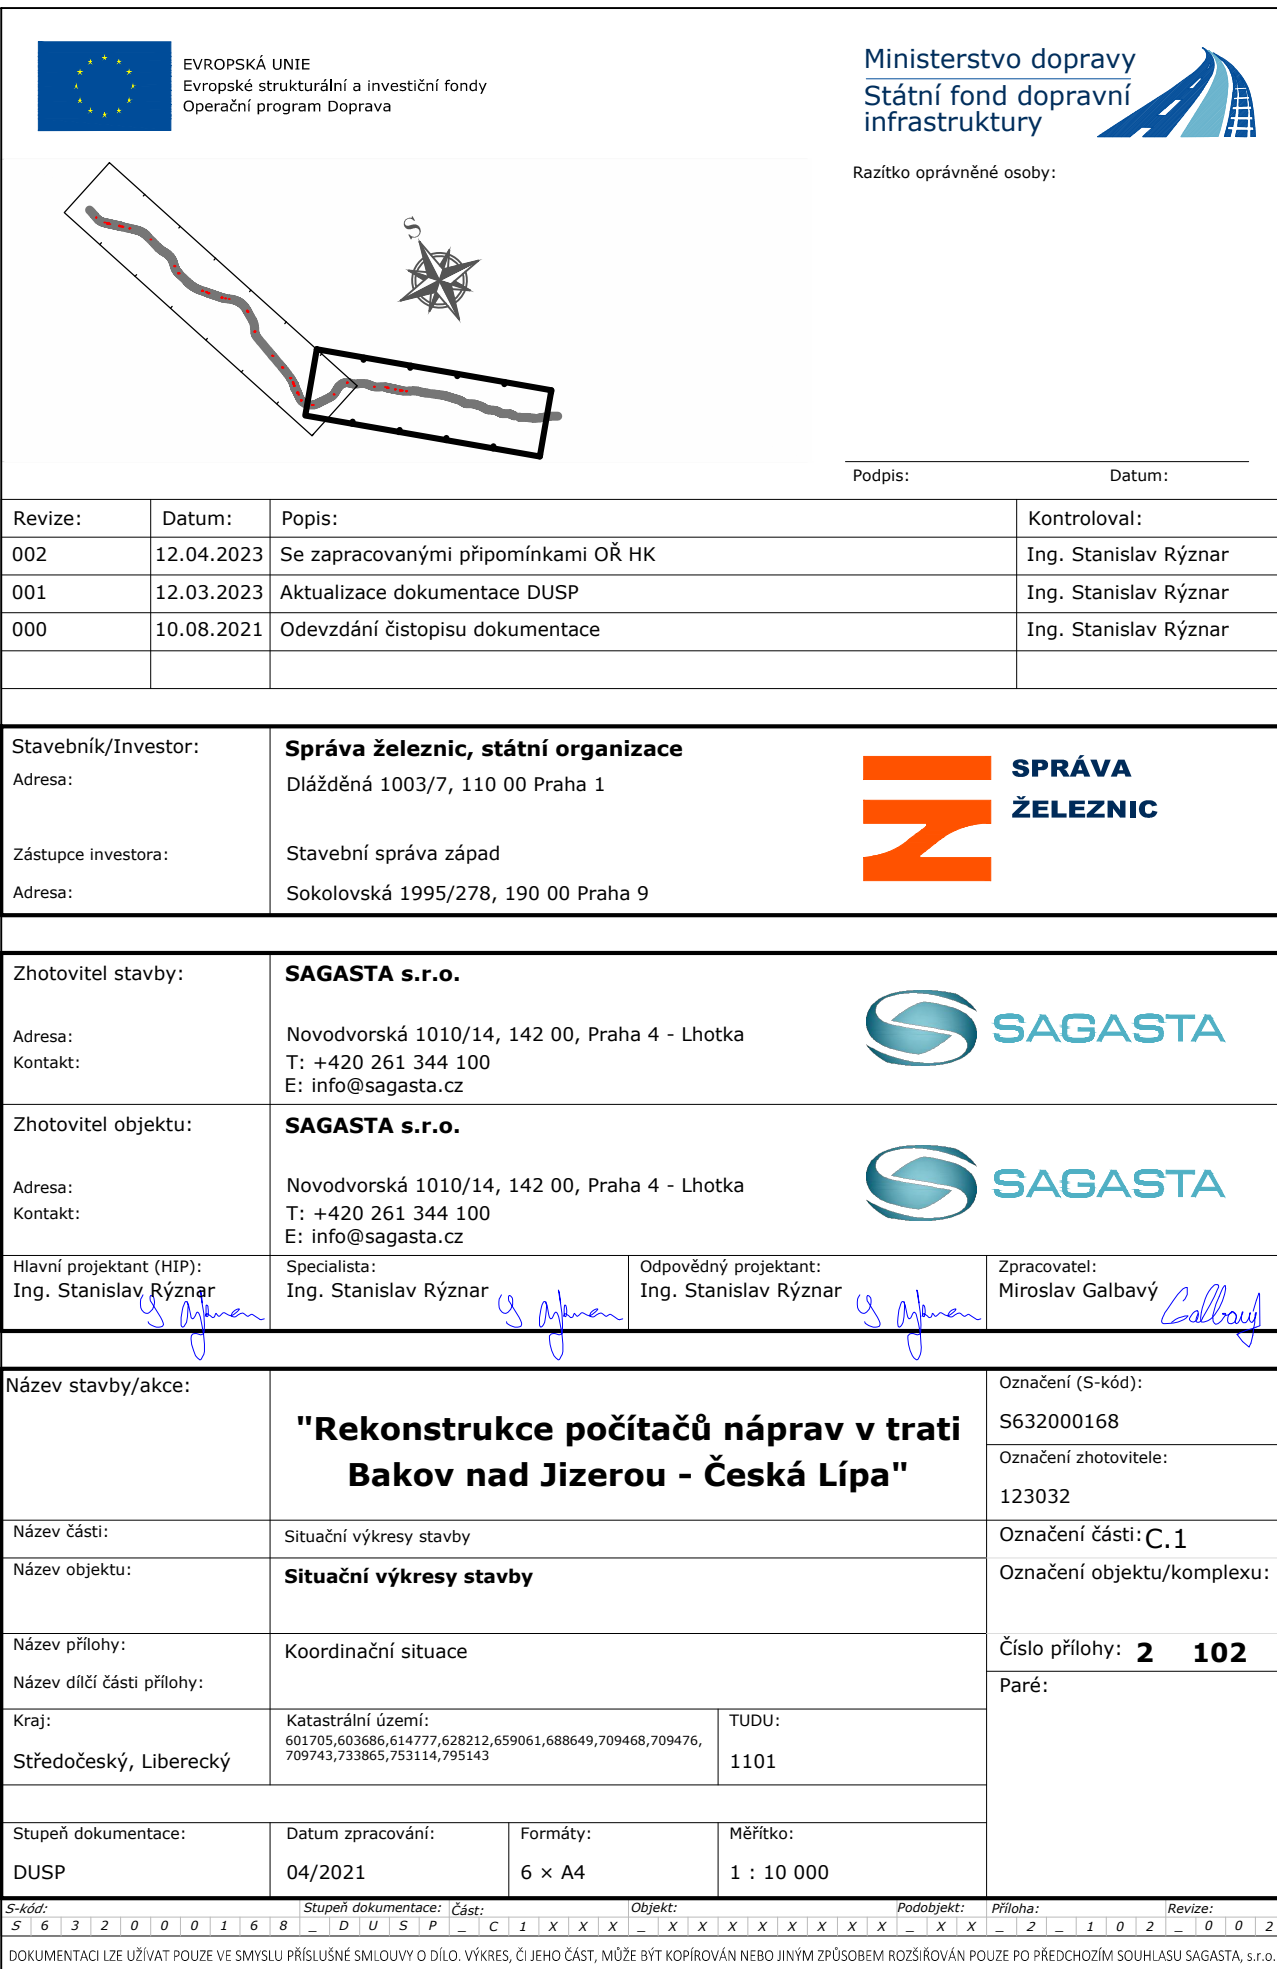 EVROPSKÁ UNIE
Evropské strukturální a investiční fondy
Operační program Doprava
Ministerstvo dopravy
Státní fond dopravní
infrastruktury
Razítko oprávněné osoby:
S
Podpis: Datum:
Revize: Datum: Popis: Kontroloval:
002 12.04.2023 Se zapracovanými připomínkami OŘ HK Ing. Stanislav Rýznar
001 12.03.2023 Aktualizace dokumentace DUSP Ing. Stanislav Rýznar
000 10.08.2021 Odevzdání čistopisu dokumentace Ing. Stanislav Rýznar
Stavebník/Investor: Správa železnic, státní organizace
Adresa: Dlážděná 1003/7, 110 00 Praha 1
SPRÁVA
ŽELEZNIC
Zástupce investora: Stavební správa západ
Adresa: Sokolovská 1995/278, 190 00 Praha 9
Zhotovitel stavby: SAGASTA s.r.o.
Adresa: Novodvorská 1010/14, 142 00, Praha 4 - Lhotka
Kontakt: T: +420 261 344 100
E: info@sagasta.cz
SAGASTA
Zhotovitel objektu: SAGASTA s.r.o.
Adresa: Novodvorská 1010/14, 142 00, Praha 4 - Lhotka
Kontakt: T: +420 261 344 100
E: info@sagasta.cz
SAGASTA
Hlavní projektant (HIP): Specialista: Odpovědný projektant: Zpracovatel:
Ing. Stanislav Rýznar Ing. Stanislav Rýznar Ing. Stanislav Rýznar Miroslav Galbavý
Galbavý
Název stavby/akce:
"Rekonstrukce počítačů náprav v trati
Bakov nad Jizerou - Česká Lípa"
Označení (S-kód):
S632000168
Označení zhotovitele:
123032
Název části: Situační výkresy stavby Označení části: C.1
Název objektu: Situační výkresy stavby Označení objektu/komplexu:
Název přílohy: Koordinační situace Číslo přílohy: 2 102
Název dílčí části přílohy: Paré:
Kraj: Katastrální území: TUDU:
601705,603686,614777,628212,659061,688649,709468,709476,
709743,733865,753114,795143
Středočeský, Liberecký 1101
Stupeň dokumentace: Datum zpracování: Formáty: Měřítko:
DUSP 04/2021 6 × A4 1 : 10 000
S-kód: Stupeň dokumentace: Část: Objekt: Podobjekt: Příloha: Revize:
S 6 3 2 0 0 0 1 6 8 _ D U S P _ C 1 X X X _ X X X X X X X X X _ X X _ 2 _ 1 0 2 _ 0 0 2
DOKUMENTACI LZE UŽÍVAT POUZE VE SMYSLU PŘÍSLUŠNÉ SMLOUVY O DÍLO. VÝKRES, ČI JEHO ČÁST, MŮŽE BÝT KOPÍROVÁN NEBO JINÝM ZPŮSOBEM ROZŠIŘOVÁN POUZE PO PŘEDCHOZÍM SOUHLASU SAGASTA, s.r.o.